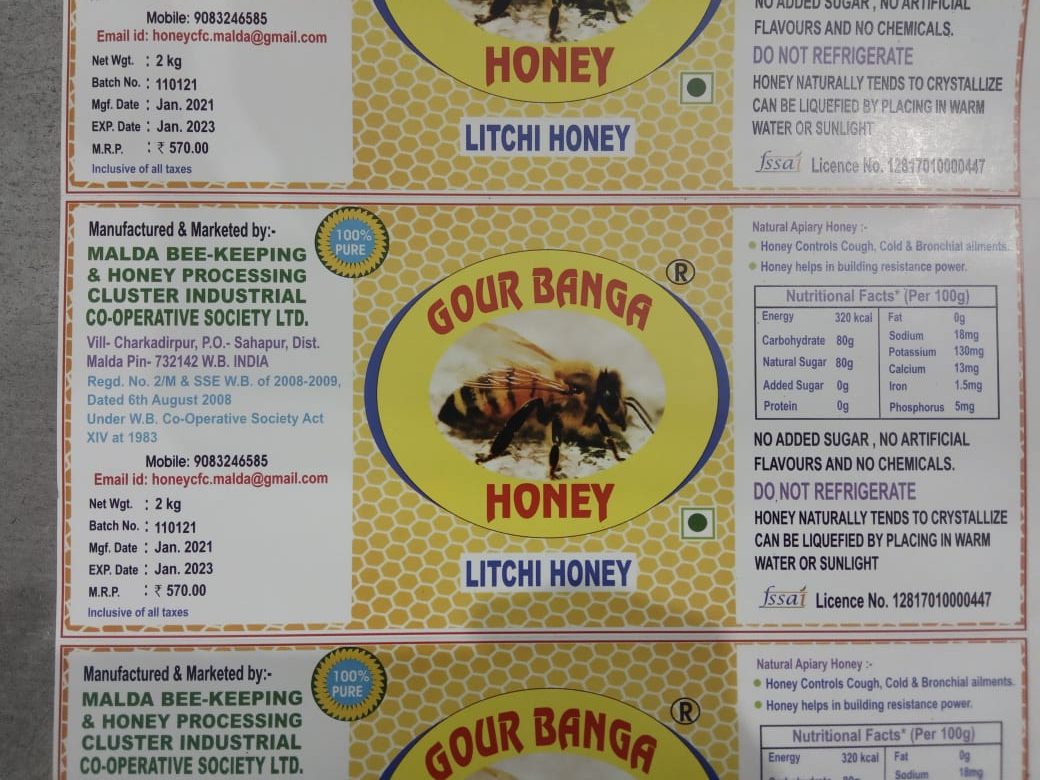 Mobile: 9083246585
Email id: honeycfc.malda@gmail.com
Net Wgt. : 2 kg
Batch No. : 110121
Mgf. Date : Jan. 2021
EXP. Date : Jan. 2023
M.R.P. : ₹ 570.00
Inclusive of all taxes
HONEY
LITCHI HONEY
NO ADDED SUGAR , NO ARTIFICIAL
FLAVOURS AND NO CHEMICALS.
DO NOT REFRIGERATE
HONEY NATURALLY TENDS TO CRYSTALLIZE
CAN BE LIQUEFIED BY PLACING IN WARM
WATER OR SUNLIGHT
fssai Licence No. 12817010000447
Manufactured & Marketed by:-
MALDA BEE-KEEPING
& HONEY PROCESSING
CLUSTER INDUSTRIAL
CO-OPERATIVE SOCIETY LTD.
Vill- Charkadirpur, P.O.- Sahapur, Dist.
Malda Pin- 732142 W.B. INDIA
Regd. No. 2/M & SSE W.B. of 2008-2009,
Dated 6th August 2008
Under W.B. Co-Operative Society Act
XIV at 1983
Mobile: 9083246585
Email id: honeycfc.malda@gmail.com
Net Wgt. : 2 kg
Batch No. : 110121
Mgf. Date : Jan. 2021
EXP. Date : Jan. 2023
M.R.P. : ₹ 570.00
Inclusive of all taxes
100%
PURE
GOUR BANGA ®
HONEY
LITCHI HONEY
Natural Apiary Honey :-
Honey Controls Cough, Cold & Bronchial ailments.
Honey helps in building resistance power.
Nutritional Facts* (Per 100g)
Energy 320 kcal
Carbohydrate 80g
Natural Sugar 80g
Added Sugar 0g
Protein 0g
Fat 0g
Sodium 18mg
Potassium 130mg
Calcium 13mg
Iron 1.5mg
Phosphorus 5mg
NO ADDED SUGAR , NO ARTIFICIAL
FLAVOURS AND NO CHEMICALS.
DO NOT REFRIGERATE
HONEY NATURALLY TENDS TO CRYSTALLIZE
CAN BE LIQUEFIED BY PLACING IN WARM
WATER OR SUNLIGHT
fssai Licence No. 12817010000447
Manufactured & Marketed by:-
MALDA BEE-KEEPING
& HONEY PROCESSING
CLUSTER INDUSTRIAL
CO-OPERATIVE SOCIETY LTD.
100%
PURE
GOUR BANGA ®
Natural Apiary Honey :-
Honey Controls Cough, Cold & Bronchial ailments.
Honey helps in building resistance power.
Nutritional Facts* (Per 100g)
Energy 320 kcal
Fat 0g
Sodium 18mg